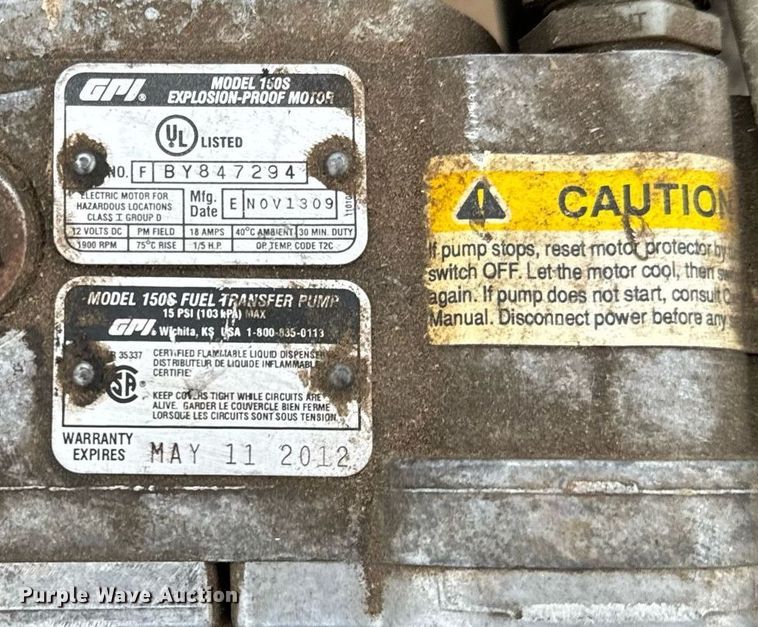 ENT
GPI®
MODEL 150S
EXPLOSION-PROOF MOTOR
UL LISTED
NO. F BY847294
ELECTRIC MOTOR FOR
HAZARDOUS LOCATIONS
CLASS I GROUP D
Mfg.
Date
E NOV1309
12 VOLTS DC PM FIELD 18 AMPS 40°C AMBIENT 30 MIN. DUTY
1900 RPM 75°C RISE 1/5 H.P. OP. TEMP. CODE T2C
MODEL 150S FUEL TRANSFER PUMP
15 PSI (103 kPA) MAX
GPI® Wichita, KS USA 1-800-835-0113
35337
CERTIFIED FLAMMABLE LIQUID DISPENSER
DISTRIBUTEUR DE LIQUIDE INFLAMMABLE
CERTIFIE
SA
KEEP COVERS TIGHT WHILE CIRCUITS ARE
ALIVE. GARDER LE COUVERCLE BIEN FERME
LORSQUE LES CIRCUITS SONT SOUS TENSION.
WARRANTY
EXPIRES
MAY 11 2012
CAUTION
If pump stops, reset motor protector by
switch OFF. Let the motor cool, then
again. If pump does not start, consult
Manual. Disconnect power before any
Purple Wave Auction